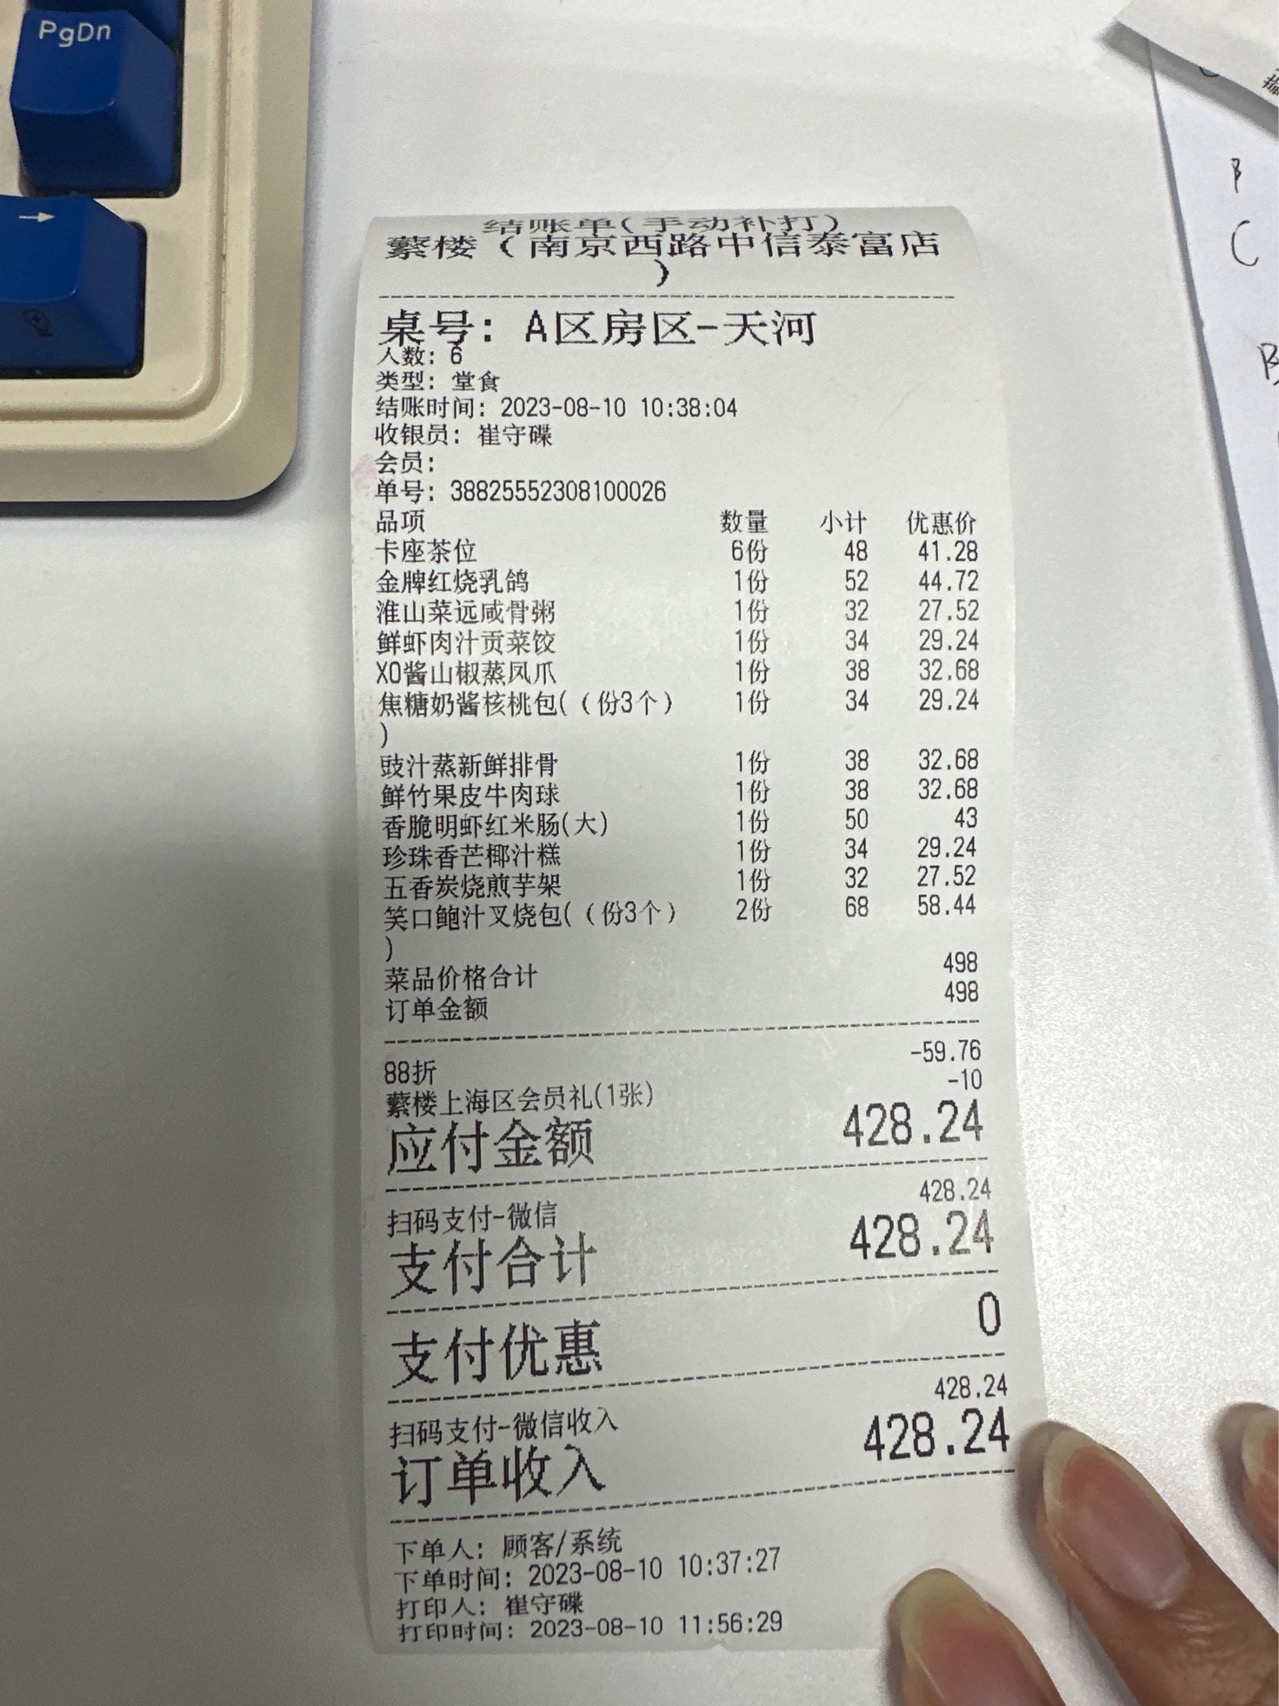 PgDn
→
结账单(手动补打)
蘩楼（南京西路中信泰富店
）
桌号: A区房区-天河
人数: 6
类型: 堂食
结账时间: 2023-08-10 10:38:04
收银员: 崔守碟
会员:
单号: 38825552308100026
品项 数量 小计 优惠价
卡座茶位 6份 48 41.28
金牌红烧乳鸽 1份 52 44.72
淮山菜远咸骨粥 1份 32 27.52
鲜虾肉汁贡菜饺 1份 34 29.24
XO酱山椒蒸凤爪 1份 38 32.68
焦糖奶酱核桃包(（份3个） 1份 34 29.24
)
豉汁蒸新鲜排骨 1份 38 32.68
鲜竹果皮牛肉球 1份 38 32.68
香脆明虾红米肠(大) 1份 50 43
珍珠香芒椰汁糕 1份 34 29.24
五香炭烧煎芋架 1份 32 27.52
笑口鲍汁叉烧包(（份3个） 2份 68 58.44
)
菜品价格合计 498
订单金额 498
88折 -59.76
蘩楼上海区会员礼(1张) -10
应付金额 428.24
扫码支付-微信 428.24
支付合计 428.24
支付优惠 0
扫码支付-微信收入 428.24
订单收入 428.24
下单人: 顾客/系统
下单时间: 2023-08-10 10:37:27
打印人: 崔守碟
打印时间: 2023-08-10 11:56:29